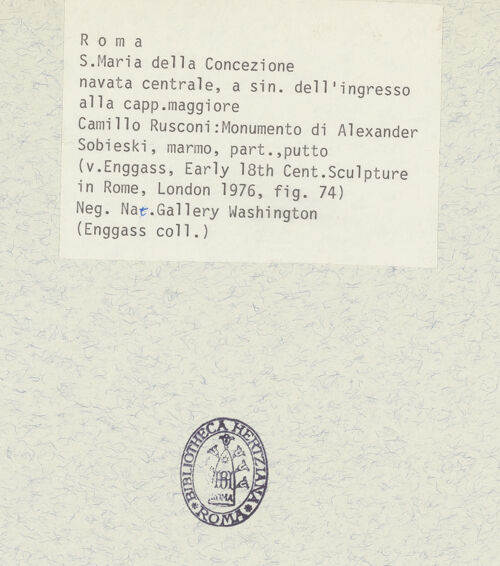 R o m a
S.Maria della Concezione
navata centrale, a sin. dell'ingresso
alla capp.maggiore
Camillo Rusconi:Monumento di Alexander
Sobieski, marmo, part.,putto
(v.Enggass, Early 18th Cent.Sculpture
in Rome, London 1976, fig. 74)
Neg. Nat.Gallery Washington
(Enggass coll.)
BIBLIOTHECA HERTZIANA
ROMA
ROMA